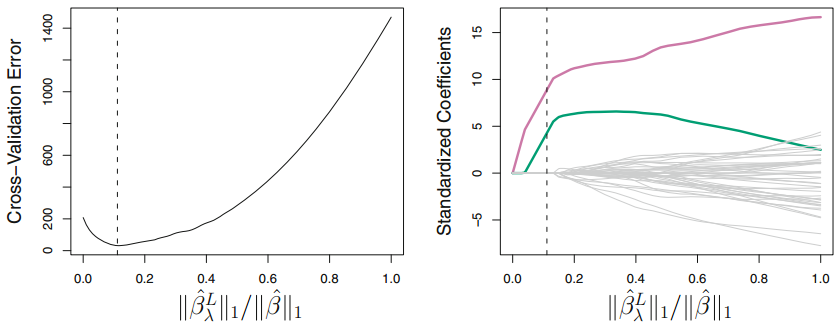 Cross−Validation Error
0 200 600 1000 1400
0.0 0.2 0.4 0.6 0.8 1.0
‖β̂ᴸλ‖₁/‖β̂‖₁
Standardized Coefficients
−5 0 5 10 15
0.0 0.2 0.4 0.6 0.8 1.0
‖β̂ᴸλ‖₁/‖β̂‖₁